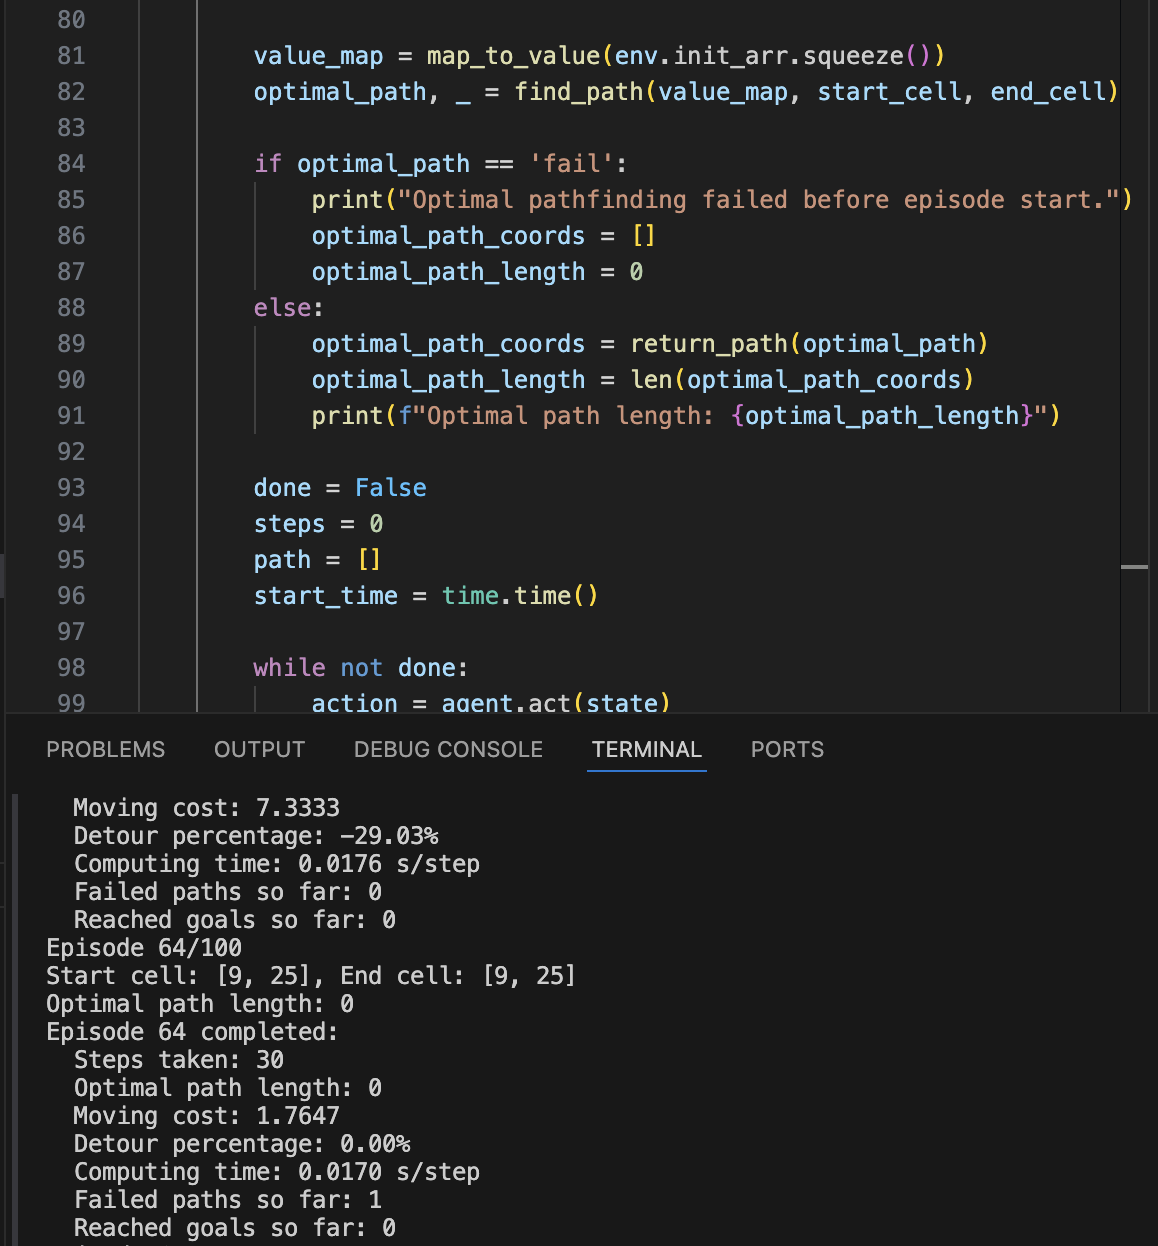 80
81 value_map = map_to_value(env.init_arr.squeeze())
82 optimal_path, _ = find_path(value_map, start_cell, end_cell)
83
84 if optimal_path == 'fail':
85 print("Optimal pathfinding failed before episode start.")
86 optimal_path_coords = []
87 optimal_path_length = 0
88 else:
89 optimal_path_coords = return_path(optimal_path)
90 optimal_path_length = len(optimal_path_coords)
91 print(f"Optimal path length: {optimal_path_length}")
92
93 done = False
94 steps = 0
95 path = []
96 start_time = time.time()
97
98 while not done:
99 action = agent.act(state)
PROBLEMS OUTPUT DEBUG CONSOLE TERMINAL PORTS
Moving cost: 7.3333
Detour percentage: -29.03%
Computing time: 0.0176 s/step
Failed paths so far: 0
Reached goals so far: 0
Episode 64/100
Start cell: [9, 25], End cell: [9, 25]
Optimal path length: 0
Episode 64 completed:
Steps taken: 30
Optimal path length: 0
Moving cost: 1.7647
Detour percentage: 0.00%
Computing time: 0.0170 s/step
Failed paths so far: 1
Reached goals so far: 0